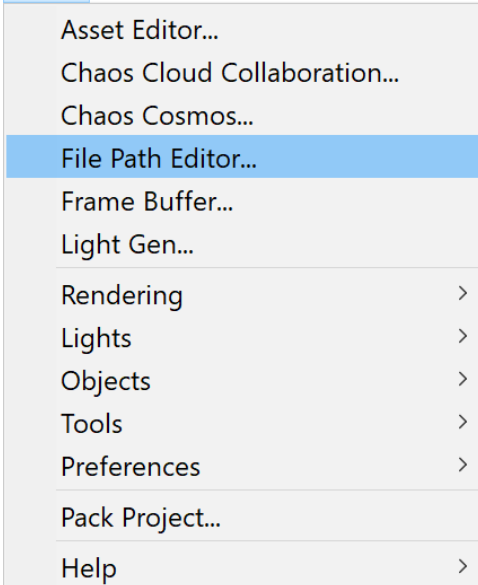 Asset Editor...
Chaos Cloud Collaboration...
Chaos Cosmos...
File Path Editor...
Frame Buffer...
Light Gen...
Rendering
Lights
Objects
Tools
Preferences
Pack Project...
Help